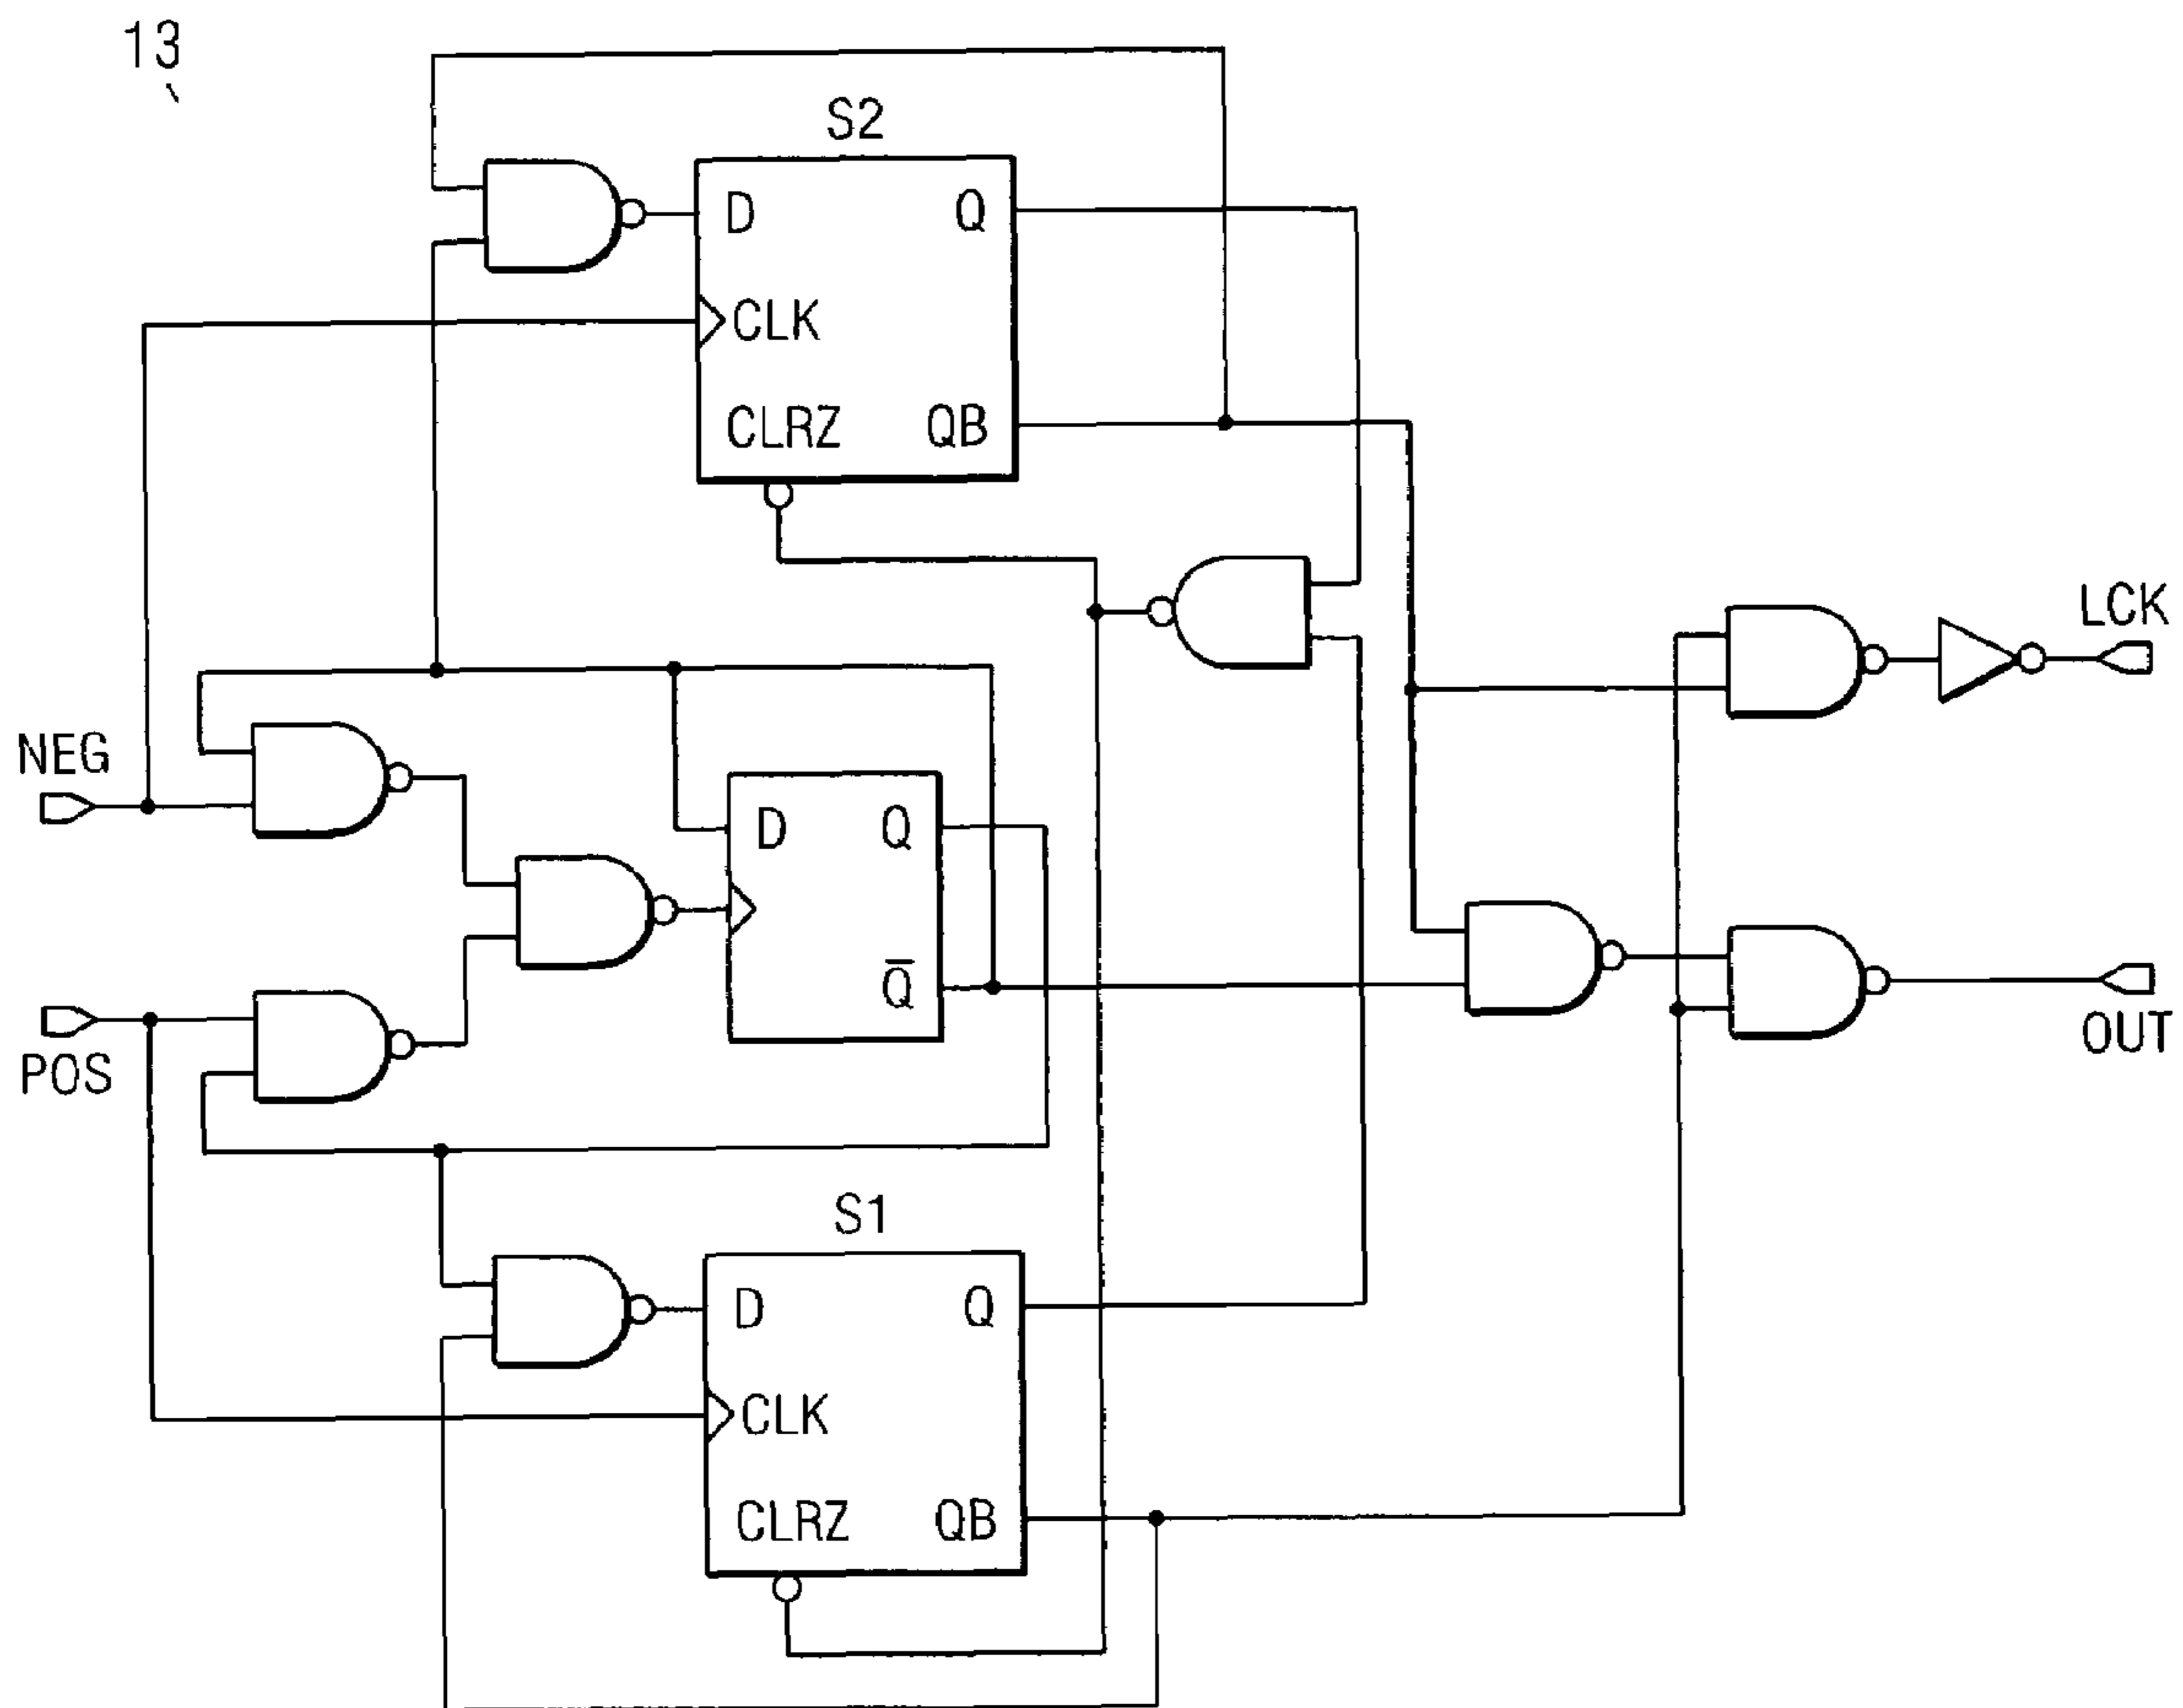 13
S2
D Q
CLK
CLRZ QB
LCK
NEG
D Q
Q̅
POS
OUT
S1
D Q
CLK
CLRZ QB